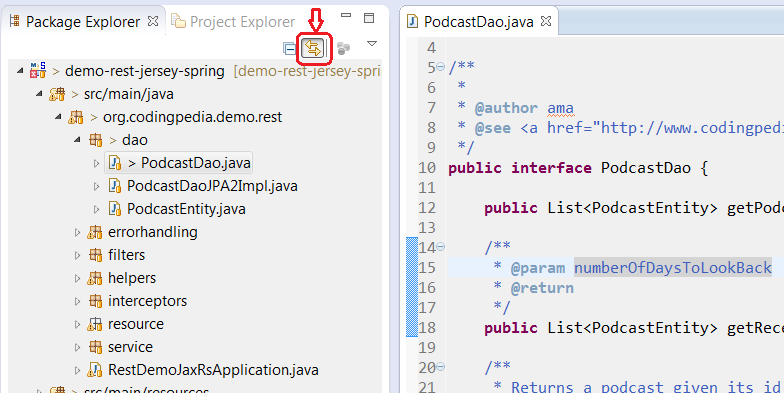 Package Explorer
Project Explorer
> demo-rest-jersey-spring [demo-rest-jersey-spri
> src/main/java
> org.codingpedia.demo.rest
> dao
> PodcastDao.java
PodcastDaoJPA2Impl.java
PodcastEntity.java
errorhandling
filters
helpers
interceptors
resource
service
RestDemoJaxRsApplication.java
> src/main/resources
PodcastDao.java
4
5 /**
6 *
7 * @author ama
8 * @see <a href="http://www.codingped
9 */
10 public interface PodcastDao {
11
12 public List<PodcastEntity> getPod
13
14 /**
15 * @param numberOfDaysToLookBack
16 * @return
17 */
18 public List<PodcastEntity> getRece
19
20 /**
21 * Returns a podcast given its id